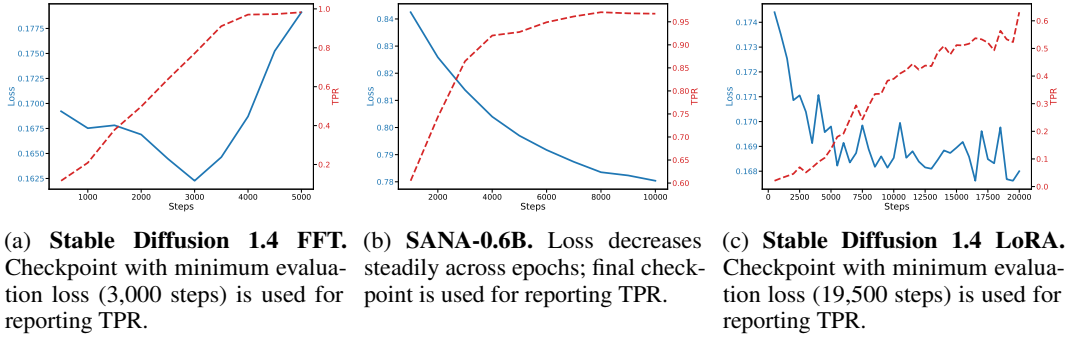 0.1775
0.1750
0.1725
0.1700
0.1675
0.1650
0.1625
Loss
1000 2000 3000 4000 5000
Steps
1.0
0.8
0.6
0.4
0.2
TPR
0.84
0.83
0.82
0.81
0.80
0.79
0.78
Loss
2000 4000 6000 8000 10000
Steps
0.95
0.90
0.85
0.80
0.75
0.70
0.65
0.60
TPR
0.174
0.172
0.171
0.170
0.169
0.168
Loss
0 2500 5000 7500 10000 12500 15000 17500 20000
Steps
0.6
0.5
0.4
0.3
0.2
0.1
0.0
TPR
(a) Stable Diffusion 1.4 FFT.
Checkpoint with minimum evalua-
tion loss (3,000 steps) is used for
reporting TPR.
(b) SANA-0.6B. Loss decreases
steadily across epochs; final check-
point is used for reporting TPR.
(c) Stable Diffusion 1.4 LoRA.
Checkpoint with minimum evalua-
tion loss (19,500 steps) is used for
reporting TPR.